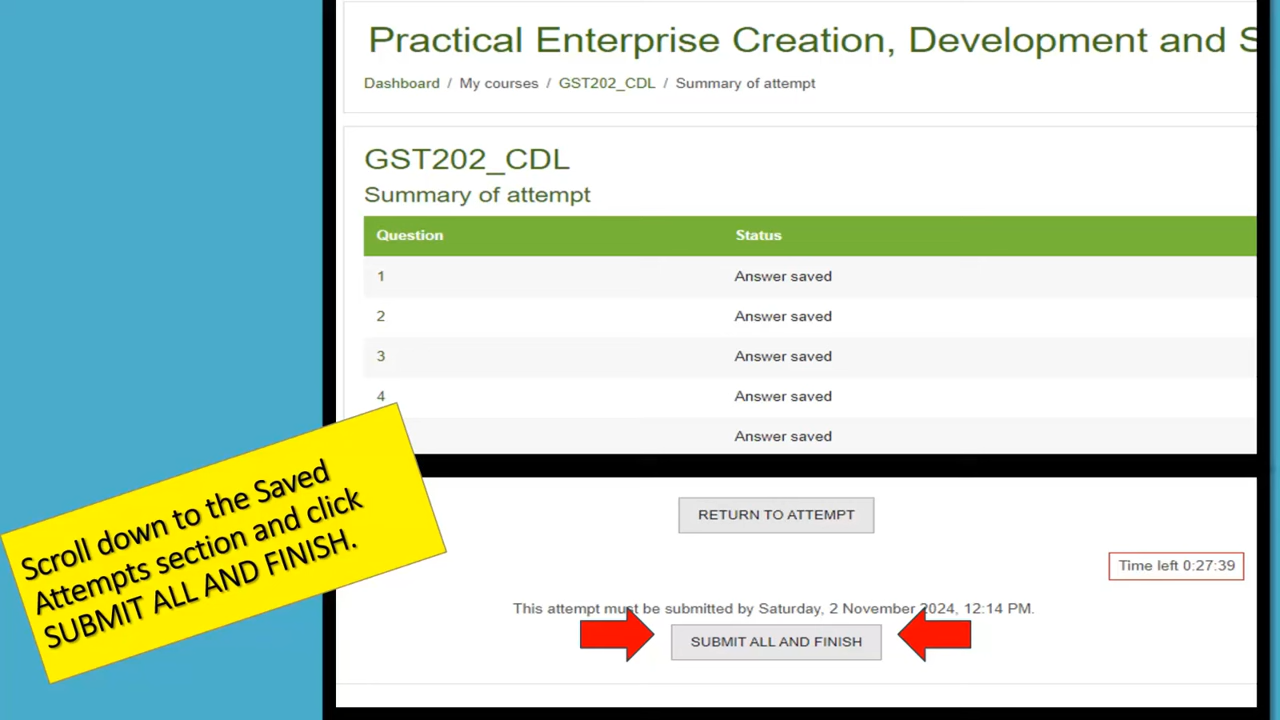 Practical Enterprise Creation, Development and S
Dashboard / My courses / GST202_CDL / Summary of attempt
GST202_CDL
Summary of attempt
Question Status
1 Answer saved
2 Answer saved
3 Answer saved
4 Answer saved
Answer saved
Scroll down to the Saved
Attempts section and click
SUBMIT ALL AND FINISH.
RETURN TO ATTEMPT
Time left 0:27:39
This attempt must be submitted by Saturday, 2 November 2024, 12:14 PM.
SUBMIT ALL AND FINISH